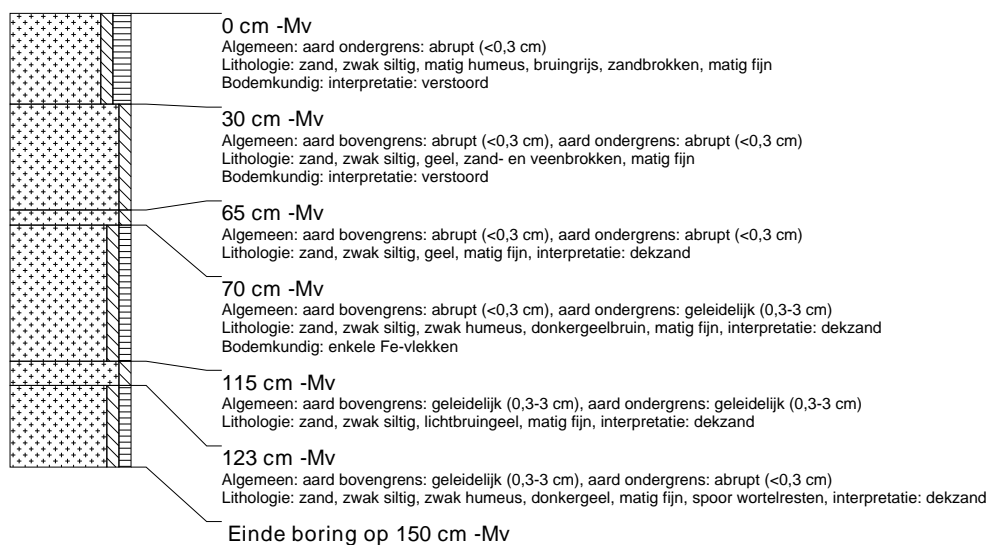 0 cm -Mv
Algemeen: aard ondergrens: abrupt (<0,3 cm)
Lithologie: zand, zwak siltig, matig humeus, bruingrijs, zandbrokken, matig fijn
Bodemkundig: interpretatie: verstoord
30 cm -Mv
Algemeen: aard bovengrens: abrupt (<0,3 cm), aard ondergrens: abrupt (<0,3 cm)
Lithologie: zand, zwak siltig, geel, zand- en veenbrokken, matig fijn
Bodemkundig: interpretatie: verstoord
65 cm -Mv
Algemeen: aard bovengrens: abrupt (<0,3 cm), aard ondergrens: abrupt (<0,3 cm)
Lithologie: zand, zwak siltig, geel, matig fijn, interpretatie: dekzand
70 cm -Mv
Algemeen: aard bovengrens: abrupt (<0,3 cm), aard ondergrens: geleidelijk (0,3-3 cm)
Lithologie: zand, zwak siltig, zwak humeus, donkergeelbruin, matig fijn, interpretatie: dekzand
Bodemkundig: enkele Fe-vlekken
115 cm -Mv
Algemeen: aard bovengrens: geleidelijk (0,3-3 cm), aard ondergrens: geleidelijk (0,3-3 cm)
Lithologie: zand, zwak siltig, lichtbruingeel, matig fijn, interpretatie: dekzand
123 cm -Mv
Algemeen: aard bovengrens: geleidelijk (0,3-3 cm), aard ondergrens: abrupt (<0,3 cm)
Lithologie: zand, zwak siltig, zwak humeus, donkergeel, matig fijn, spoor wortelresten, interpretatie: dekzand
Einde boring op 150 cm -Mv